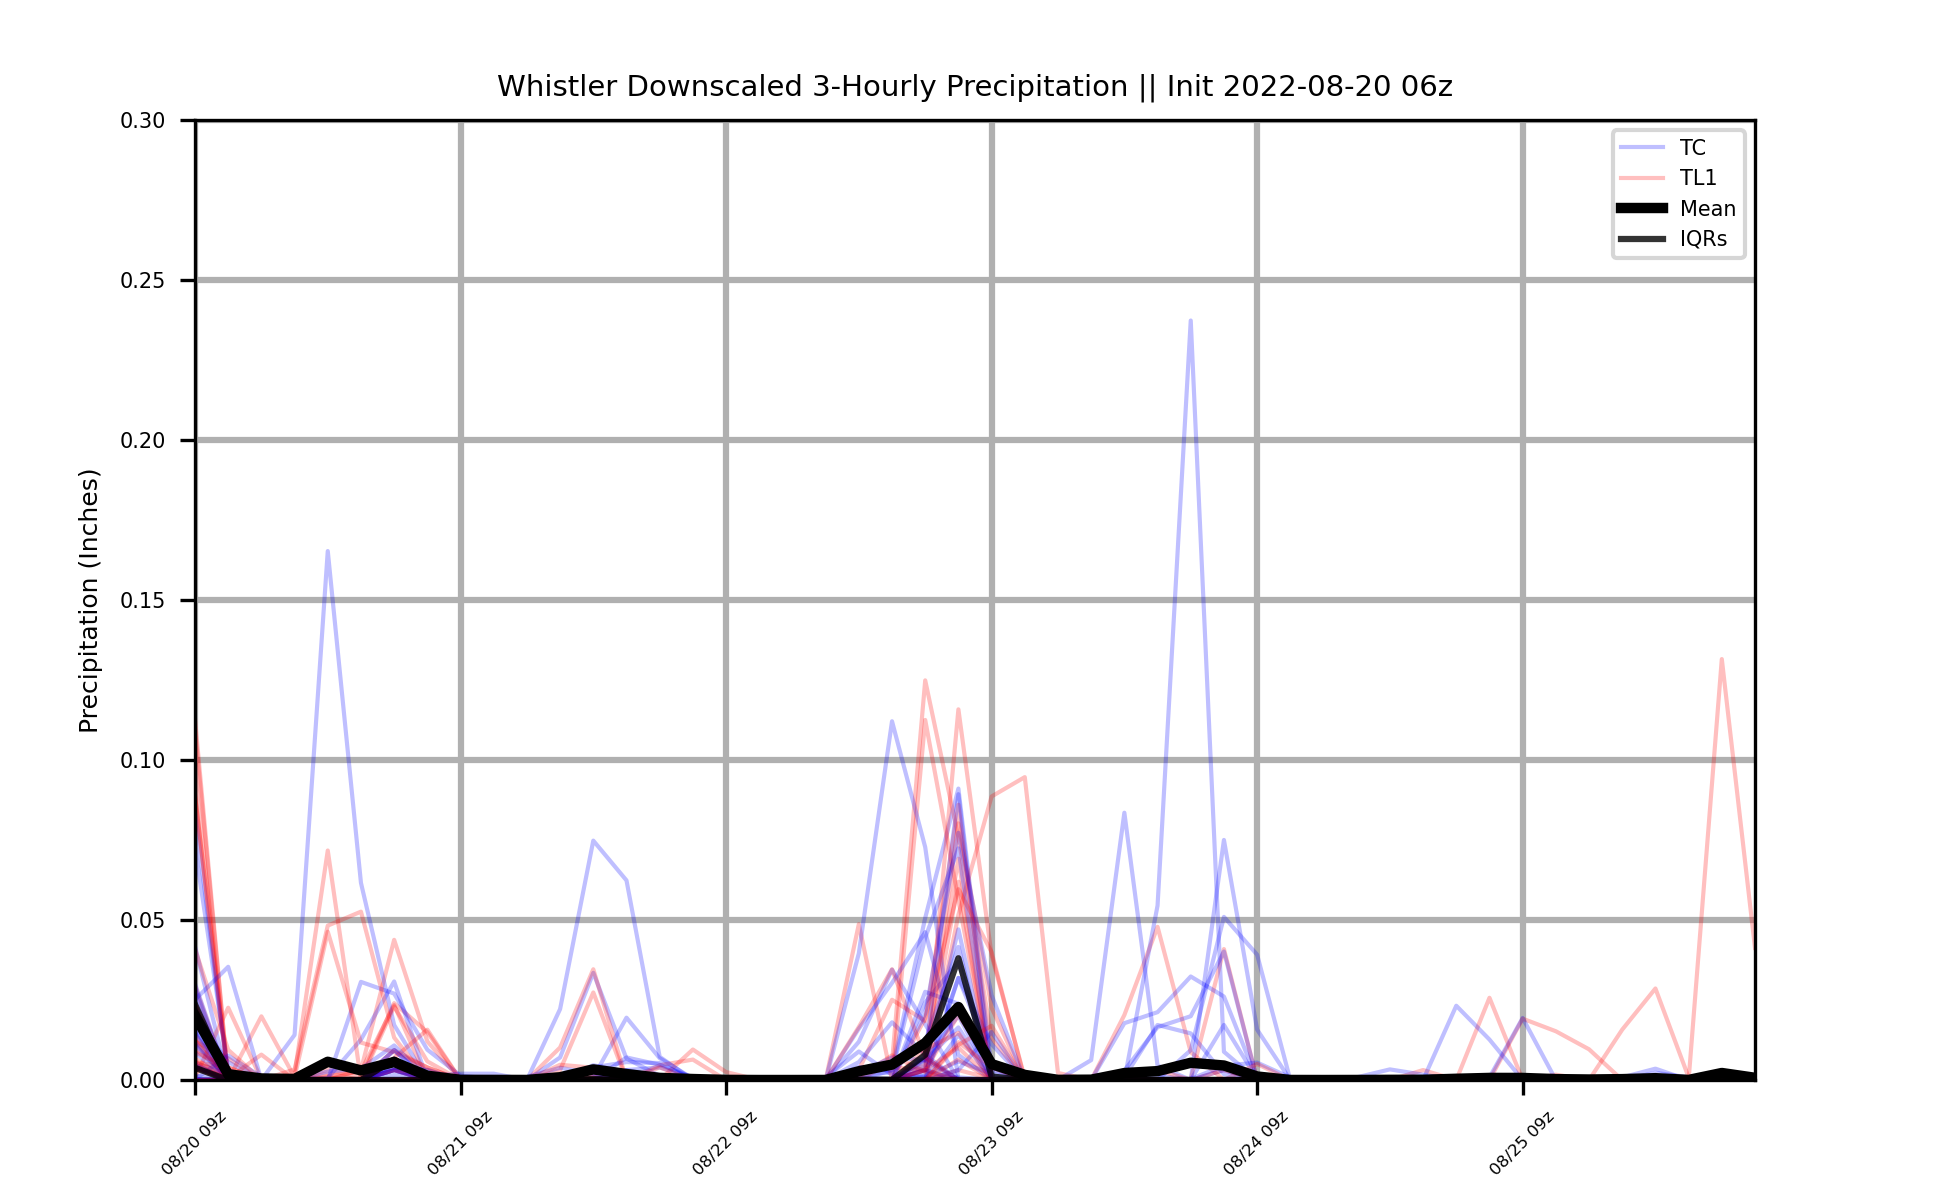 Whistler Downscaled 3-Hourly Precipitation || Init 2022-08-20 06z
0.30
0.25
0.20
0.15
0.10
0.05
0.00
Precipitation (Inches)
TC
TL1
Mean
IQRs
08/20 09z
08/21 09z
08/22 09z
08/23 09z
08/24 09z
08/25 09z